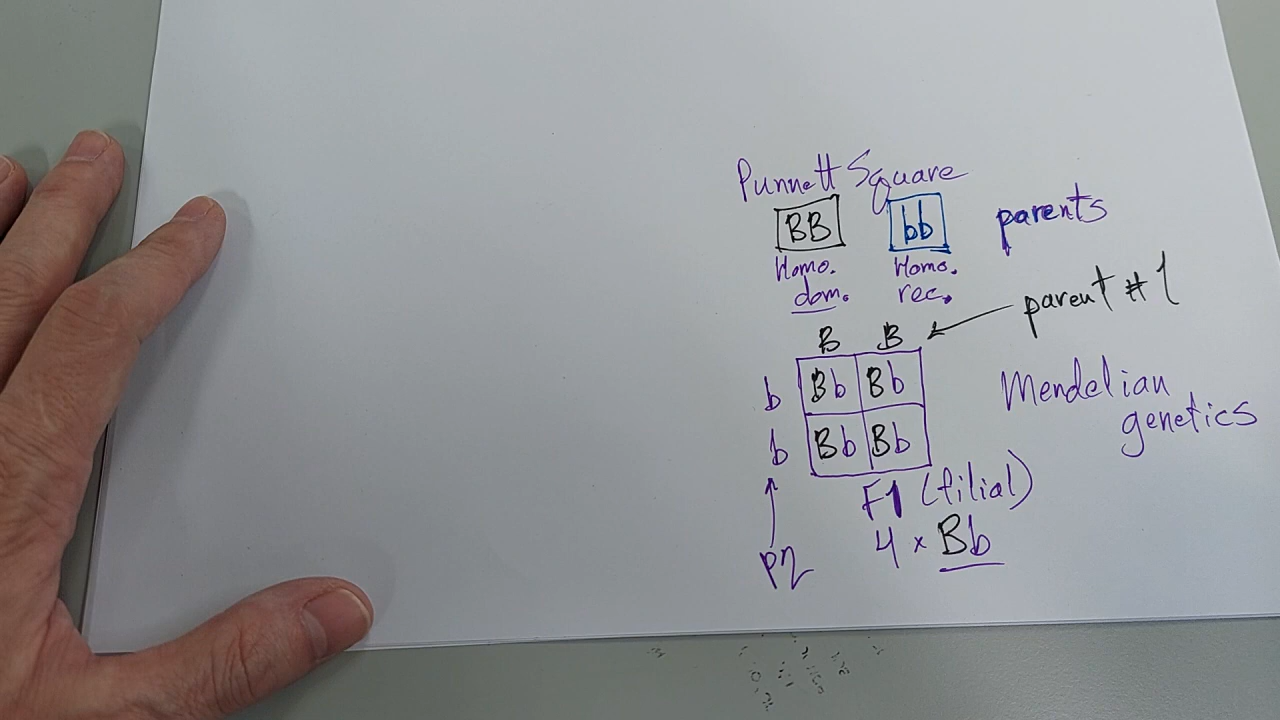 Punnett Square
BB bb parents
Homo. dom. Homo. rec.
parent #1
B B
b Bb Bb
b Bb Bb
Mendelian
genetics
F1 (filial)
P2 4 × Bb